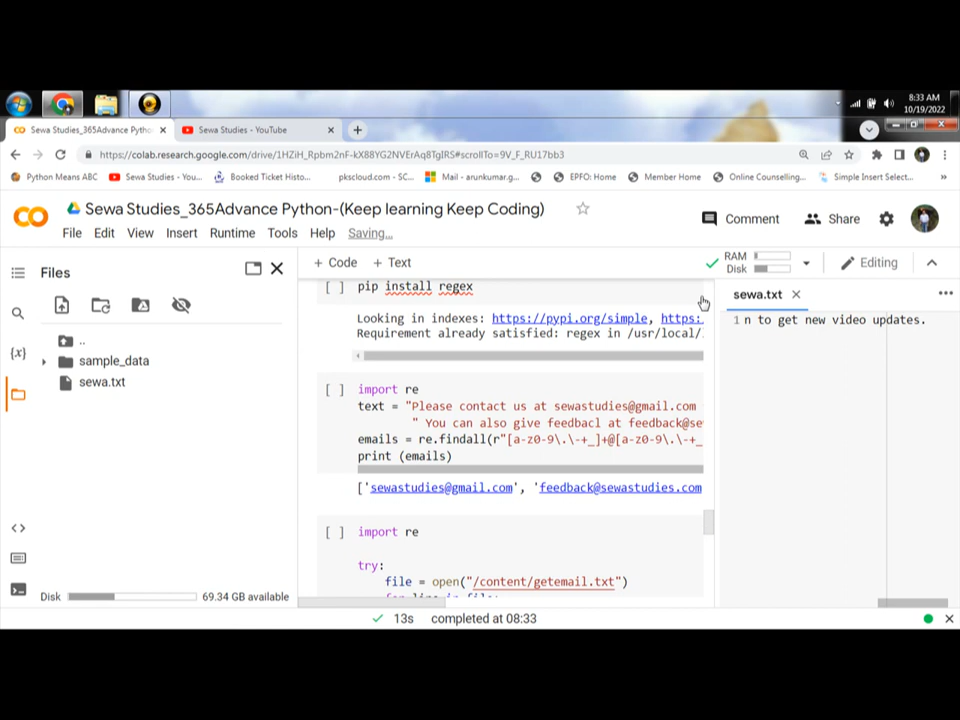 8:33 AM
10/19/2022
Sewa Studies_365Advance Pytho
Sewa Studies - YouTube
https://colab.research.google.com/drive/1HZiH_Rpbm2nF-kX88YG2NVErAq8TgIRS#scrollTo=9V_F_RU17bb3
Python Means ABC
Sewa Studies - You...
Booked Ticket Histo...
pkscloud.com - SC...
Mail - arunkumar.g...
EPFO: Home
Member Home
Online Counselling...
Simple Insert Select...
»
Sewa Studies_365Advance Python-(Keep learning Keep Coding)
Comment
Share
File Edit View Insert Runtime Tools Help Saving...
Files
+ Code + Text
RAM
Disk
Editing
sewa.txt
1 n to get new video updates.
..
sample_data
sewa.txt
[ ] pip install regex
Looking in indexes: https://pypi.org/simple, https:
Requirement already satisfied: regex in /usr/local/
[ ] import re
text = "Please contact us at sewastudies@gmail.com
" You can also give feedbacl at feedback@se
emails = re.findall(r"[a-z0-9\.\-+_]+@[a-z0-9\.\-+_
print (emails)
['sewastudies@gmail.com', 'feedback@sewastudies.com
[ ] import re
try:
file = open("/content/getemail.txt")
for line in file:
{x}
<>
Disk
69.34 GB available
13s completed at 08:33